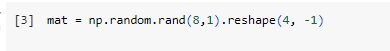 [3] mat = np.random.rand(8,1).reshape(4, -1)